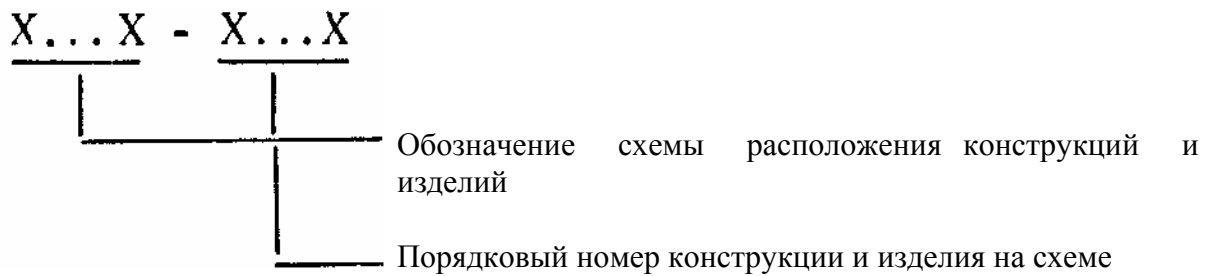 X...X - X...X
Обозначение схемы расположения конструкций и
изделий
Порядковый номер конструкции и изделия на схеме